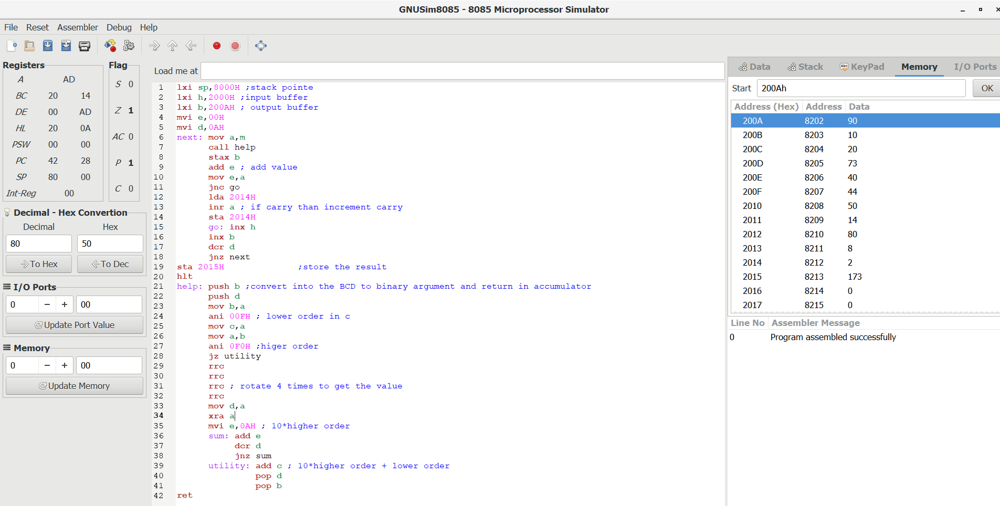 GNUSim8085 - 8085 Microprocessor Simulator
File Reset Assembler Debug Help
Registers
A AD
BC 20 14
DE 00 AD
HL 20 0A
PSW 00 00
PC 42 28
SP 80 00
Int-Reg 00
Flag
S 0
Z 1
AC 0
P 1
C 0
Decimal - Hex Convertion
Decimal Hex
80 50
To Hex To Dec
I/O Ports
0 − + 00
Update Port Value
Memory
0 − + 00
Update Memory
Load me at
1 lxi sp,8000H ;stack pointe
2 lxi h,2000H ;input buffer
3 lxi b,200AH ; output buffer
4 mvi e,00H
5 mvi d,0AH
6 next: mov a,m
7 call help
8 stax b
9 add e ; add value
10 mov e,a
11 jnc go
12 lda 2014H
13 inr a ; if carry than increment carry
14 sta 2014H
15 go: inx h
16 inx b
17 dcr d
18 jnz next
19 sta 2015H ;store the result
20 hlt
21 help: push b ;convert into the BCD to binary argument and return in accumulator
22 push d
23 mov b,a
24 ani 00FH ; lower order in c
25 mov c,a
26 mov a,b
27 ani 0F0H ;higer order
28 jz utility
29 rrc
30 rrc
31 rrc ; rotate 4 times to get the value
32 rrc
33 mov d,a
34 xra a
35 mvi e,0AH ; 10*higher order
36 sum: add e
37 dcr d
38 jnz sum
39 utility: add c ; 10*higher order + lower order
40 pop d
41 pop b
42 ret
Data Stack Abc KeyPad Memory I/O Ports
Start 200Ah OK
Address (Hex) Address Data
200A 8202 90
200B 8203 10
200C 8204 20
200D 8205 73
200E 8206 40
200F 8207 44
2010 8208 50
2011 8209 14
2012 8210 80
2013 8211 8
2014 8212 2
2015 8213 173
2016 8214 0
2017 8215 0
Line No Assembler Message
0 Program assembled successfully